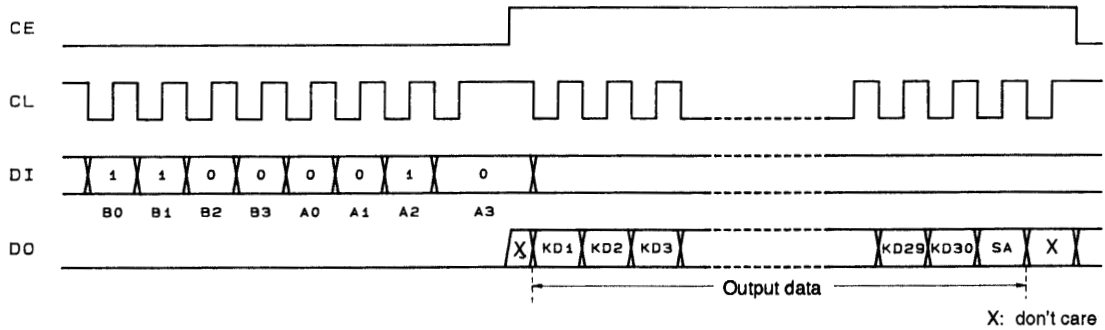 CE
CL
DI 1 1 0 0 0 0 1 0
B0 B1 B2 B3 A0 A1 A2 A3
DO X KD1 KD2 KD3 KD29 KD30 SA X
Output data
X: don't care